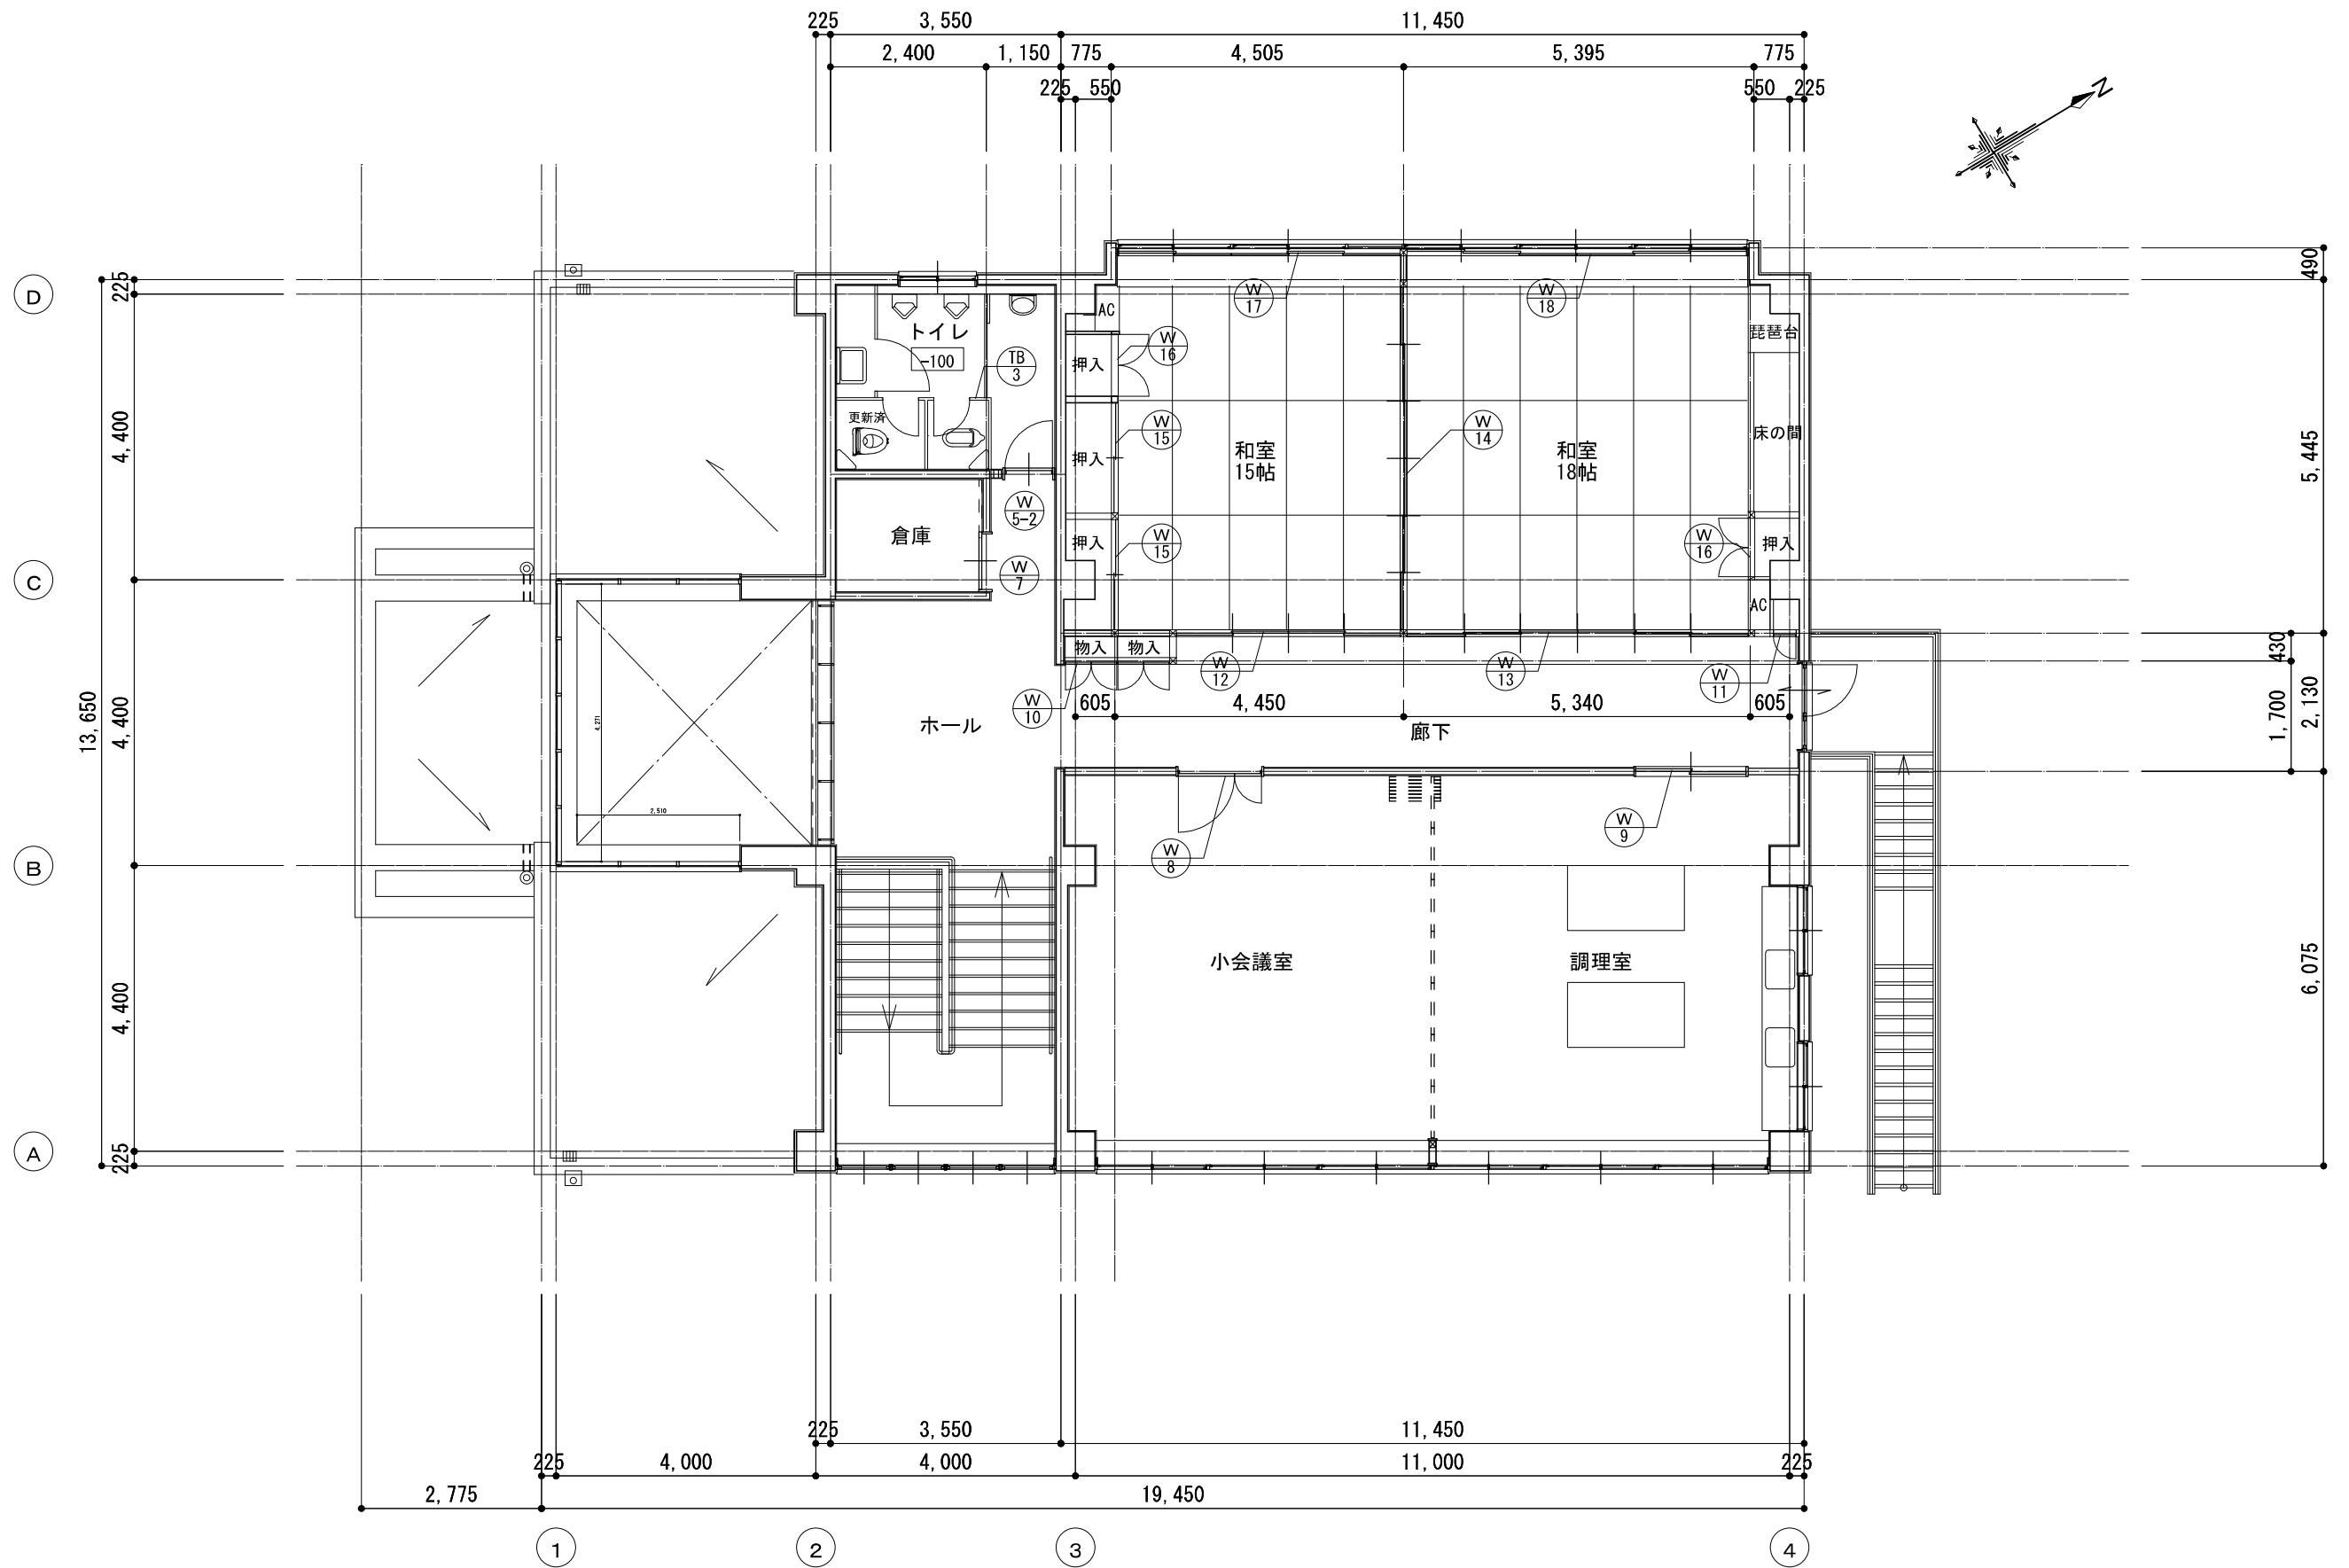 225 3,550 11,450
2,400 1,150 775 4,505 5,395 775
225 550 550 225
N
D
225
490
トイレ
-100
TB
3
AC
W
16
押入
W
17
W
18
琵琶台
4,400
更新済
W
15
押入
和室
15帖
W
14
和室
18帖
床の間
5,445
倉庫
W
5-2
W
7
押入
W
15
W
16
押入
AC
C
物入 物入
W
12
W
13
W
11
430
W
10
605 4,450 5,340 605
1,700
2,130
13,650
4,400
4,271
ホール
廊下
2,510
W
8
W
9
B
小会議室
調理室
6,075
4,400
A
225
225 3,550 11,450
225 4,000 4,000 11,000 225
2,775 19,450
1 2 3 4